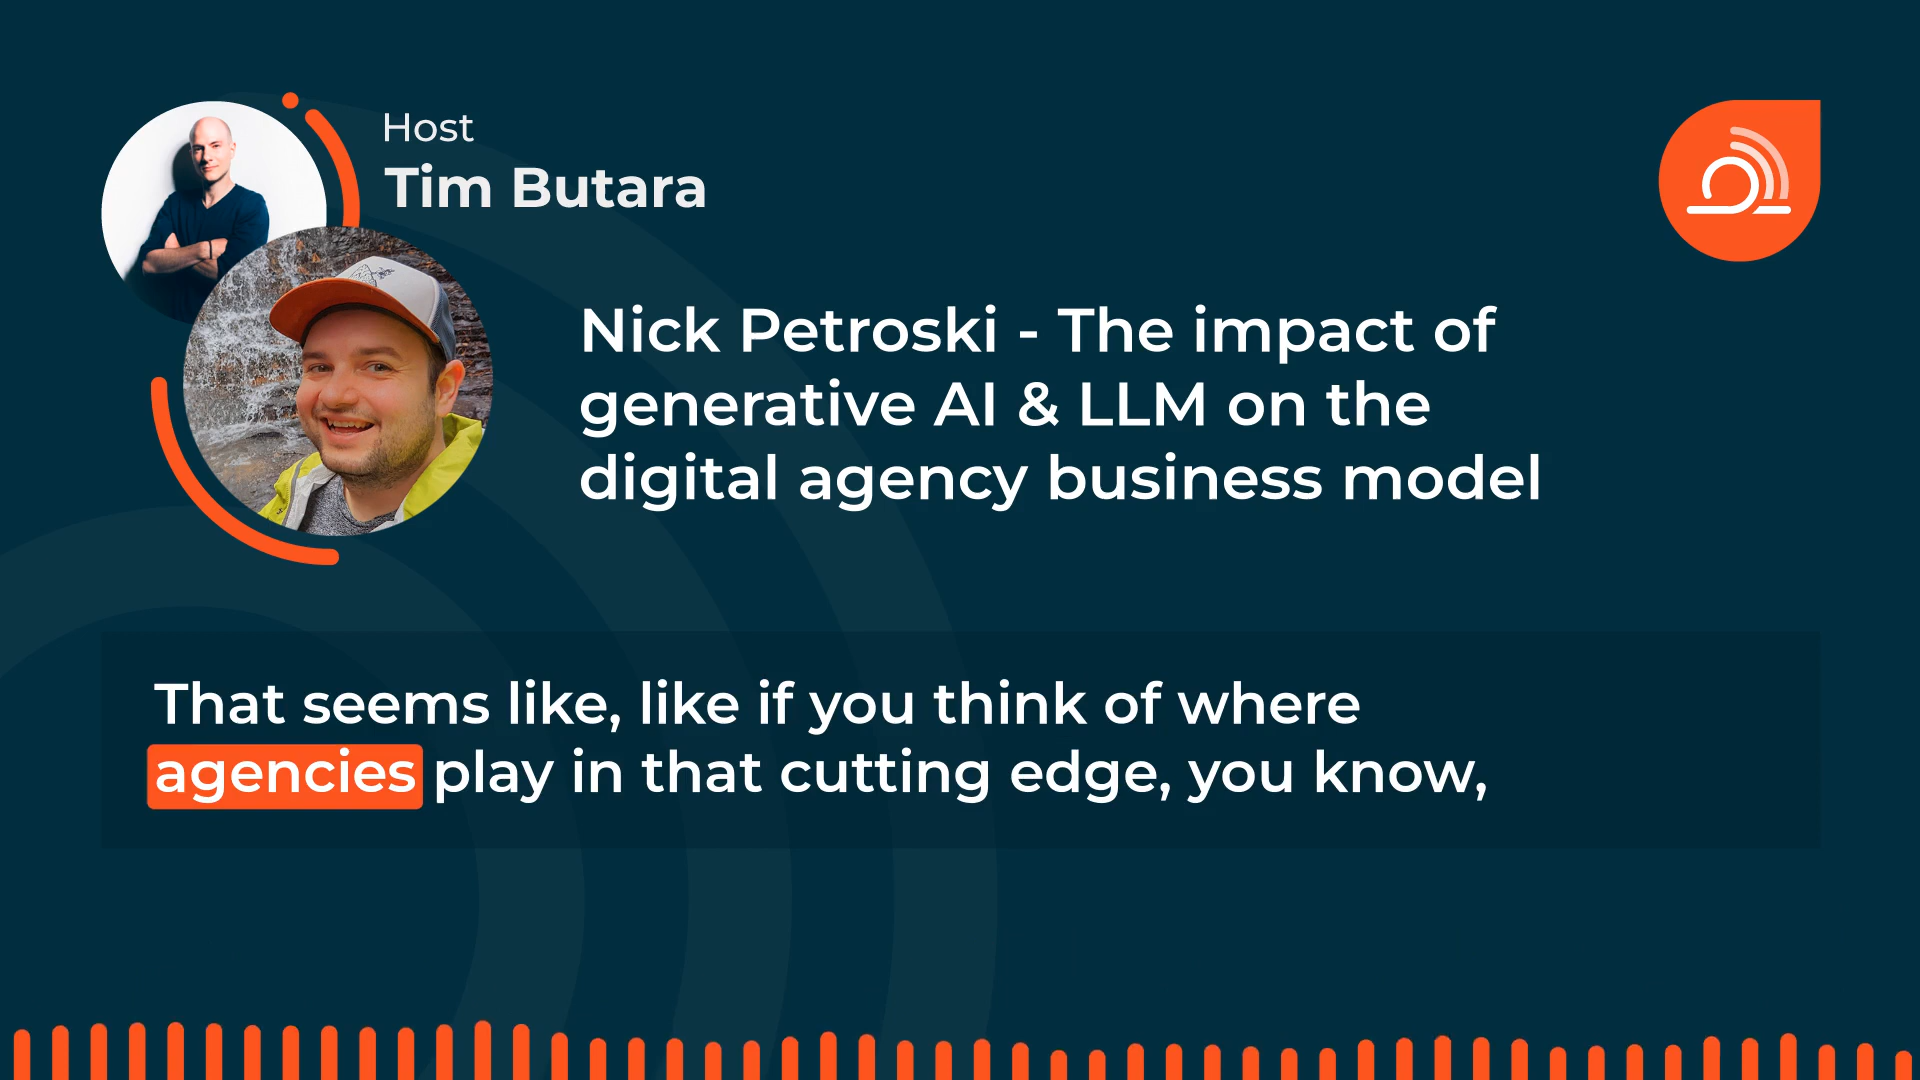 Host
Tim Butara
Nick Petroski - The impact of
generative AI & LLM on the
digital agency business model
That seems like, like if you think of where
agencies play in that cutting edge, you know,